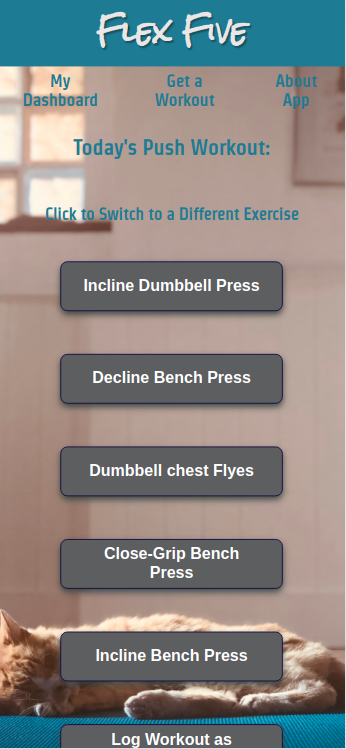 Flex Five
My
Dashboard
Get a
Workout
About
App
Today's Push Workout:
Click to Switch to a Different Exercise
Incline Dumbbell Press
Decline Bench Press
Dumbbell chest Flyes
Close-Grip Bench
Press
Incline Bench Press
Log Workout as